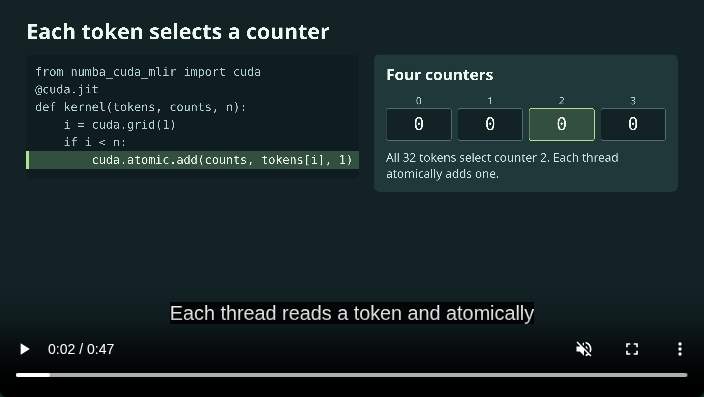 Each token selects a counter
from numba_cuda_mlir import cuda
@cuda.jit
def kernel(tokens, counts, n):
    i = cuda.grid(1)
    if i < n:
        cuda.atomic.add(counts, tokens[i], 1)
Four counters
0 1 2 3
0 0 0 0
All 32 tokens select counter 2. Each thread
atomically adds one.
Each thread reads a token and atomically
0:02 / 0:47